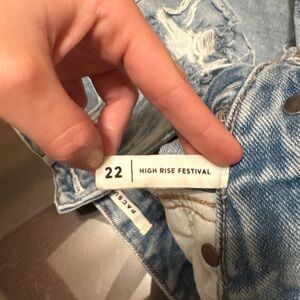 22 | HIGH RISE FESTIVAL